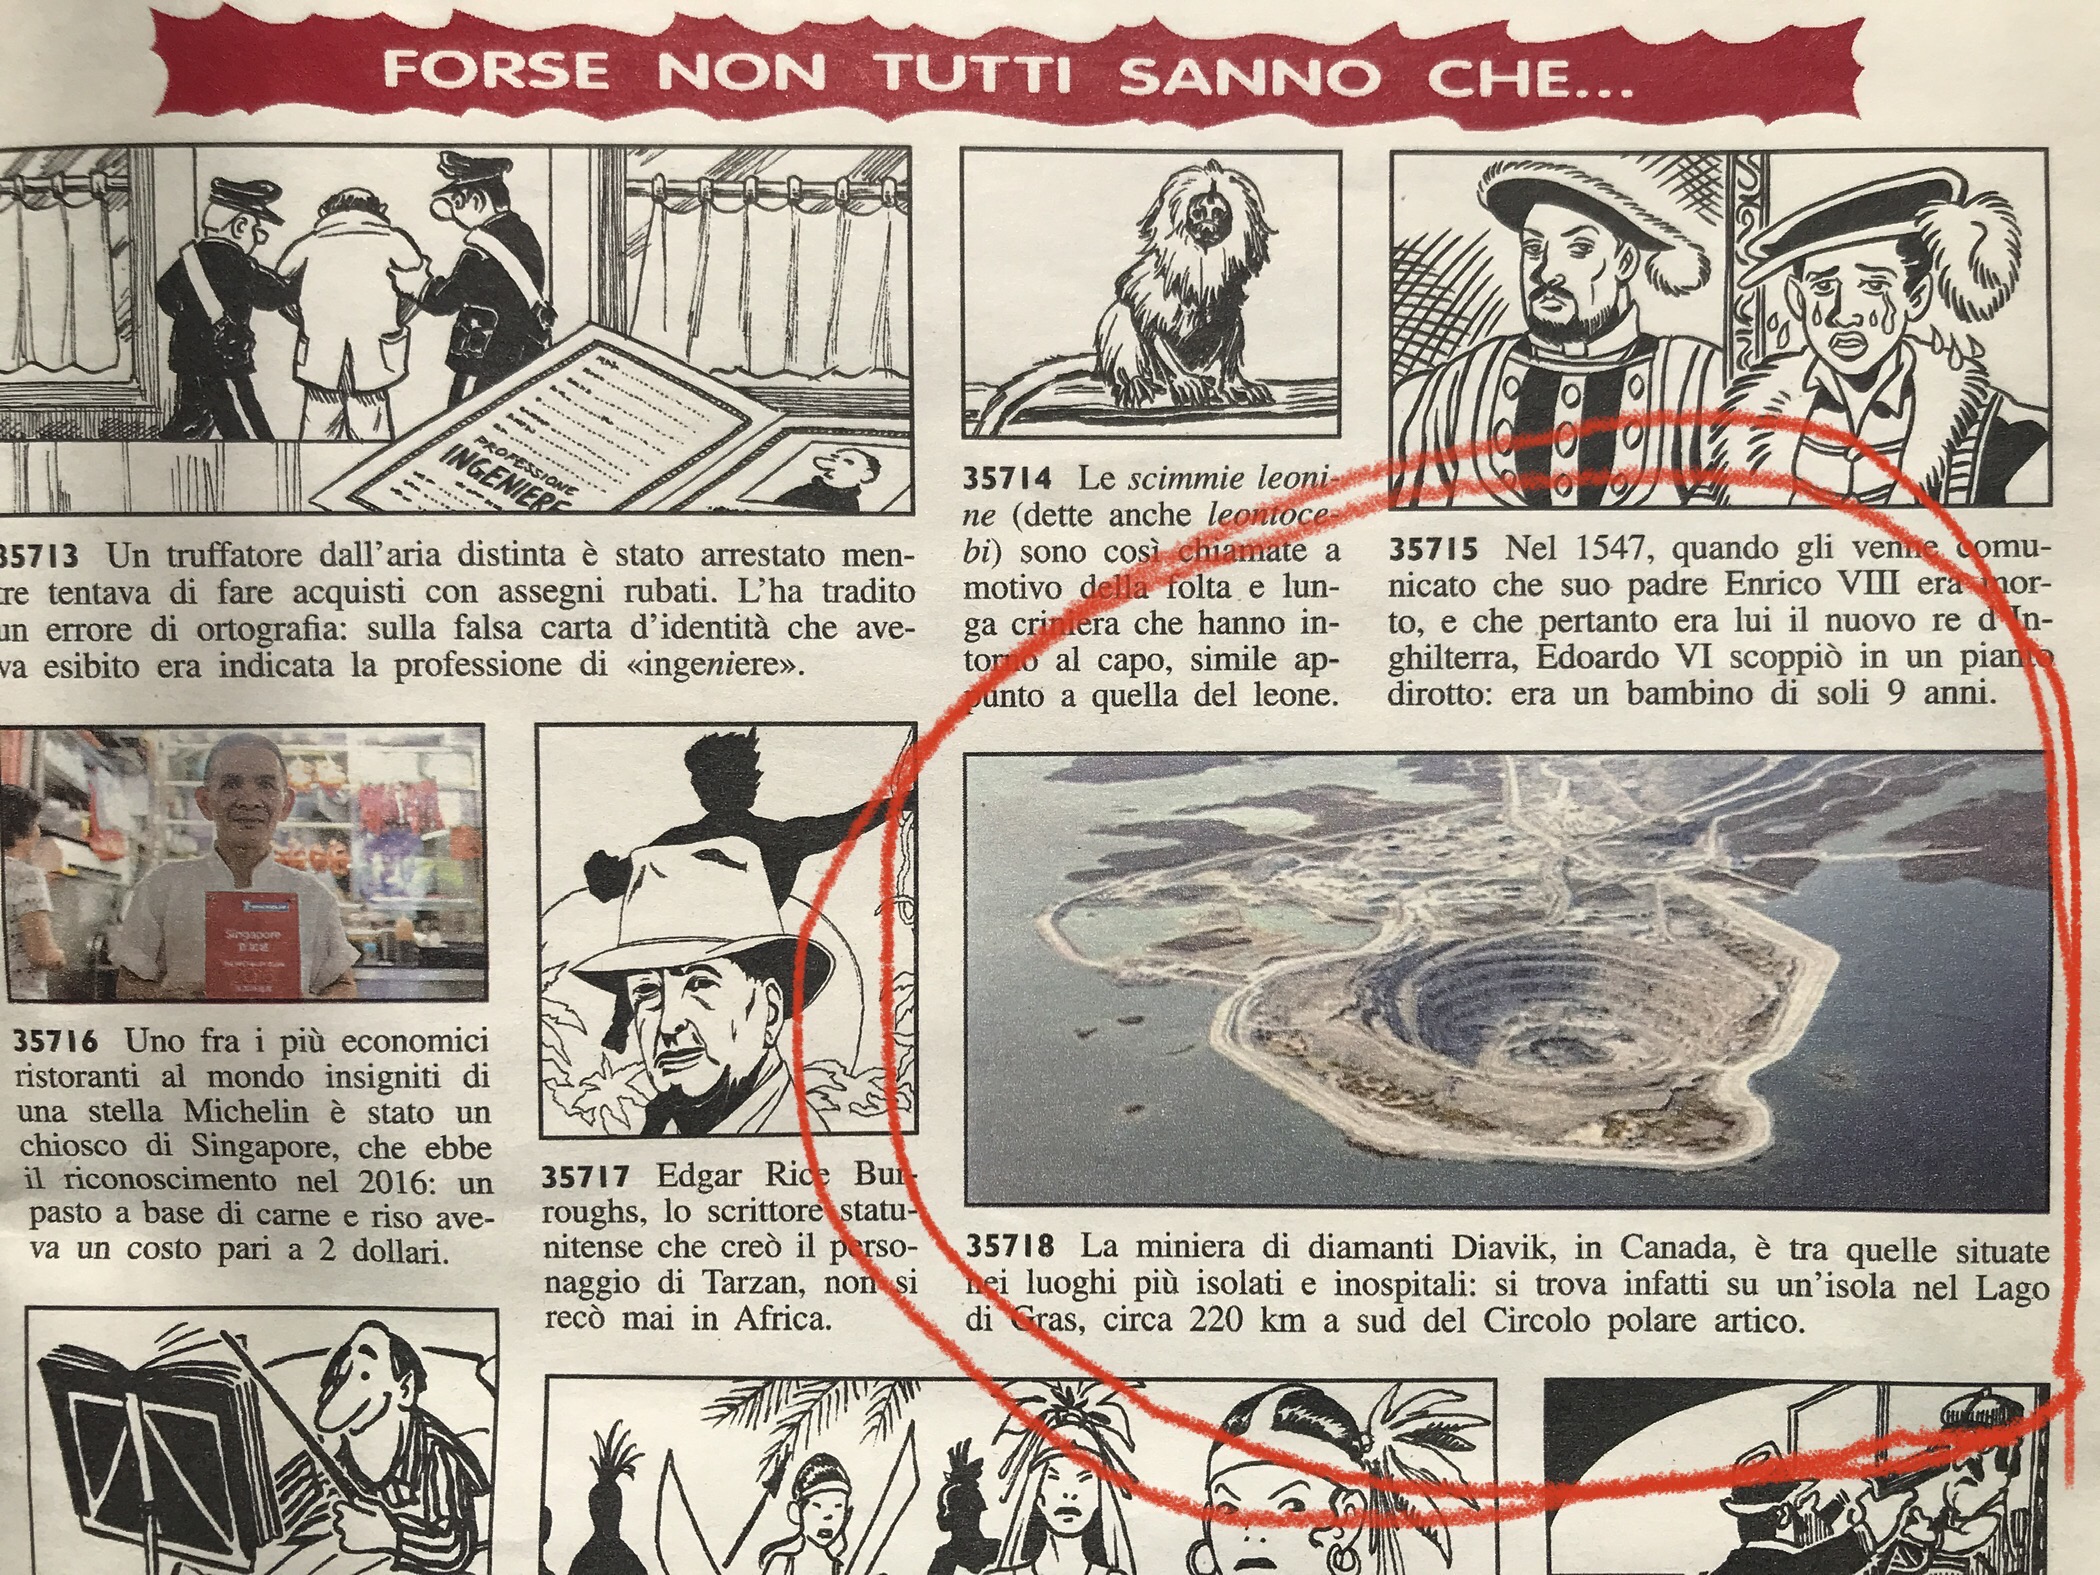 FORSE NON TUTTI SANNO CHE...
PROFESSIONE
INGENIERE
35713 Un truffatore dall'aria distinta è stato arrestato men-
tre tentava di fare acquisti con assegni rubati. L'ha tradito
un errore di ortografia: sulla falsa carta d'identità che ave-
va esibito era indicata la professione di «ingeniere».
35714 Le scimmie leoni-
ne (dette anche leontoce-
bi) sono così chiamate a
motivo della folta e lun-
ga criniera che hanno in-
torno al capo, simile ap-
punto a quella del leone.
35715 Nel 1547, quando gli venne comu-
nicato che suo padre Enrico VIII era mor-
to, e che pertanto era lui il nuovo re d'In-
ghilterra, Edoardo VI scoppiò in un pianto
dirotto: era un bambino di soli 9 anni.
Singapore
35716 Uno fra i più economici
ristoranti al mondo insigniti di
una stella Michelin è stato un
chiosco di Singapore, che ebbe
il riconoscimento nel 2016: un
pasto a base di carne e riso ave-
va un costo pari a 2 dollari.
35717 Edgar Rice Bur-
roughs, lo scrittore statu-
nitense che creò il perso-
naggio di Tarzan, non si
recò mai in Africa.
35718 La miniera di diamanti Diavik, in Canada, è tra quelle situate
nei luoghi più isolati e inospitali: si trova infatti su un'isola nel Lago
di Gras, circa 220 km a sud del Circolo polare artico.